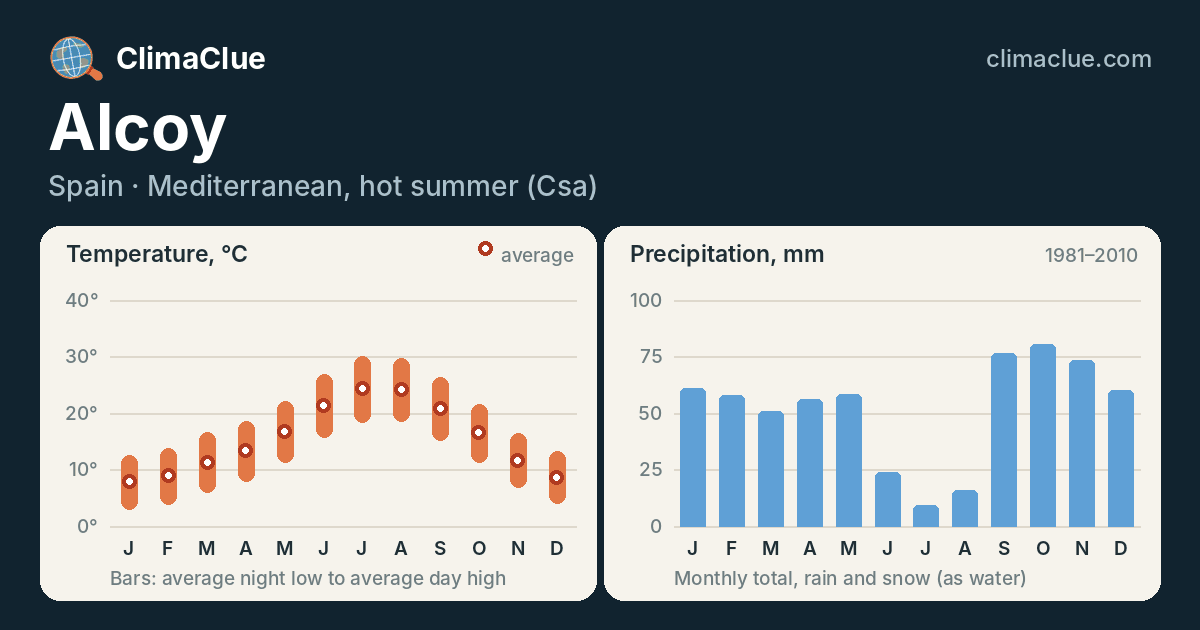 ClimaClue
climaclue.com
Alcoy
Spain · Mediterranean, hot summer (Csa)
Temperature, °C
average
40°
30°
20°
10°
0°
J F M A M J J A S O N D
Bars: average night low to average day high
Precipitation, mm
1981–2010
100
75
50
25
0
J F M A M J J A S O N D
Monthly total, rain and snow (as water)